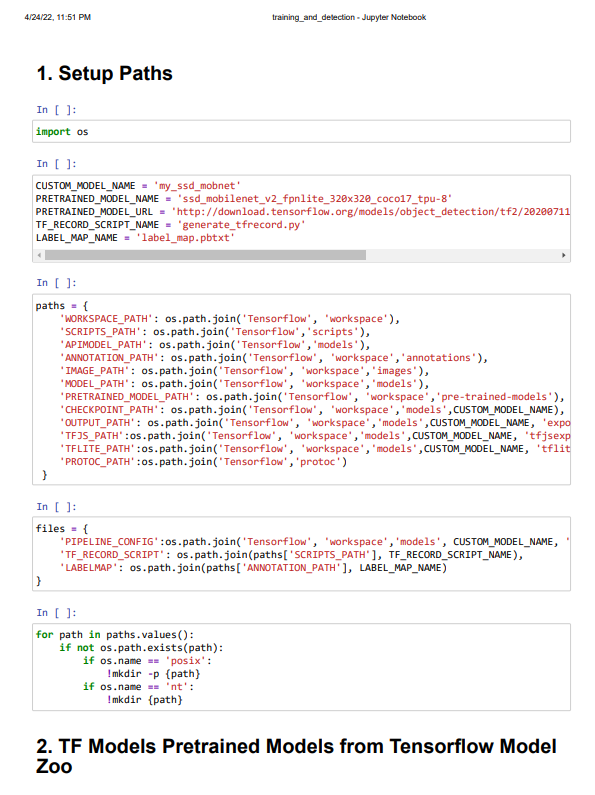 4/24/22, 11:51 PM training_and_detection - Jupyter Notebook
1. Setup Paths
In [ ]:
import os
In [ ]:
CUSTOM_MODEL_NAME = 'my_ssd_mobnet'
PRETRAINED_MODEL_NAME = 'ssd_mobilenet_v2_fpnlite_320x320_coco17_tpu-8'
PRETRAINED_MODEL_URL = 'http://download.tensorflow.org/models/object_detection/tf2/20200711
TF_RECORD_SCRIPT_NAME = 'generate_tfrecord.py'
LABEL_MAP_NAME = 'label_map.pbtxt'
In [ ]:
paths = {
    'WORKSPACE_PATH': os.path.join('Tensorflow', 'workspace'),
    'SCRIPTS_PATH': os.path.join('Tensorflow','scripts'),
    'APIMODEL_PATH': os.path.join('Tensorflow','models'),
    'ANNOTATION_PATH': os.path.join('Tensorflow', 'workspace','annotations'),
    'IMAGE_PATH': os.path.join('Tensorflow', 'workspace','images'),
    'MODEL_PATH': os.path.join('Tensorflow', 'workspace','models'),
    'PRETRAINED_MODEL_PATH': os.path.join('Tensorflow', 'workspace','pre-trained-models'),
    'CHECKPOINT_PATH': os.path.join('Tensorflow', 'workspace','models',CUSTOM_MODEL_NAME),
    'OUTPUT_PATH': os.path.join('Tensorflow', 'workspace','models',CUSTOM_MODEL_NAME, 'expo
    'TFJS_PATH':os.path.join('Tensorflow', 'workspace','models',CUSTOM_MODEL_NAME, 'tfjsexp
    'TFLITE_PATH':os.path.join('Tensorflow', 'workspace','models',CUSTOM_MODEL_NAME, 'tflit
    'PROTOC_PATH':os.path.join('Tensorflow','protoc')
 }
In [ ]:
files = {
    'PIPELINE_CONFIG':os.path.join('Tensorflow', 'workspace','models', CUSTOM_MODEL_NAME, '
    'TF_RECORD_SCRIPT': os.path.join(paths['SCRIPTS_PATH'], TF_RECORD_SCRIPT_NAME),
    'LABELMAP': os.path.join(paths['ANNOTATION_PATH'], LABEL_MAP_NAME)
}
In [ ]:
for path in paths.values():
    if not os.path.exists(path):
        if os.name == 'posix':
            !mkdir -p {path}
        if os.name == 'nt':
            !mkdir {path}
2. TF Models Pretrained Models from Tensorflow Model
Zoo